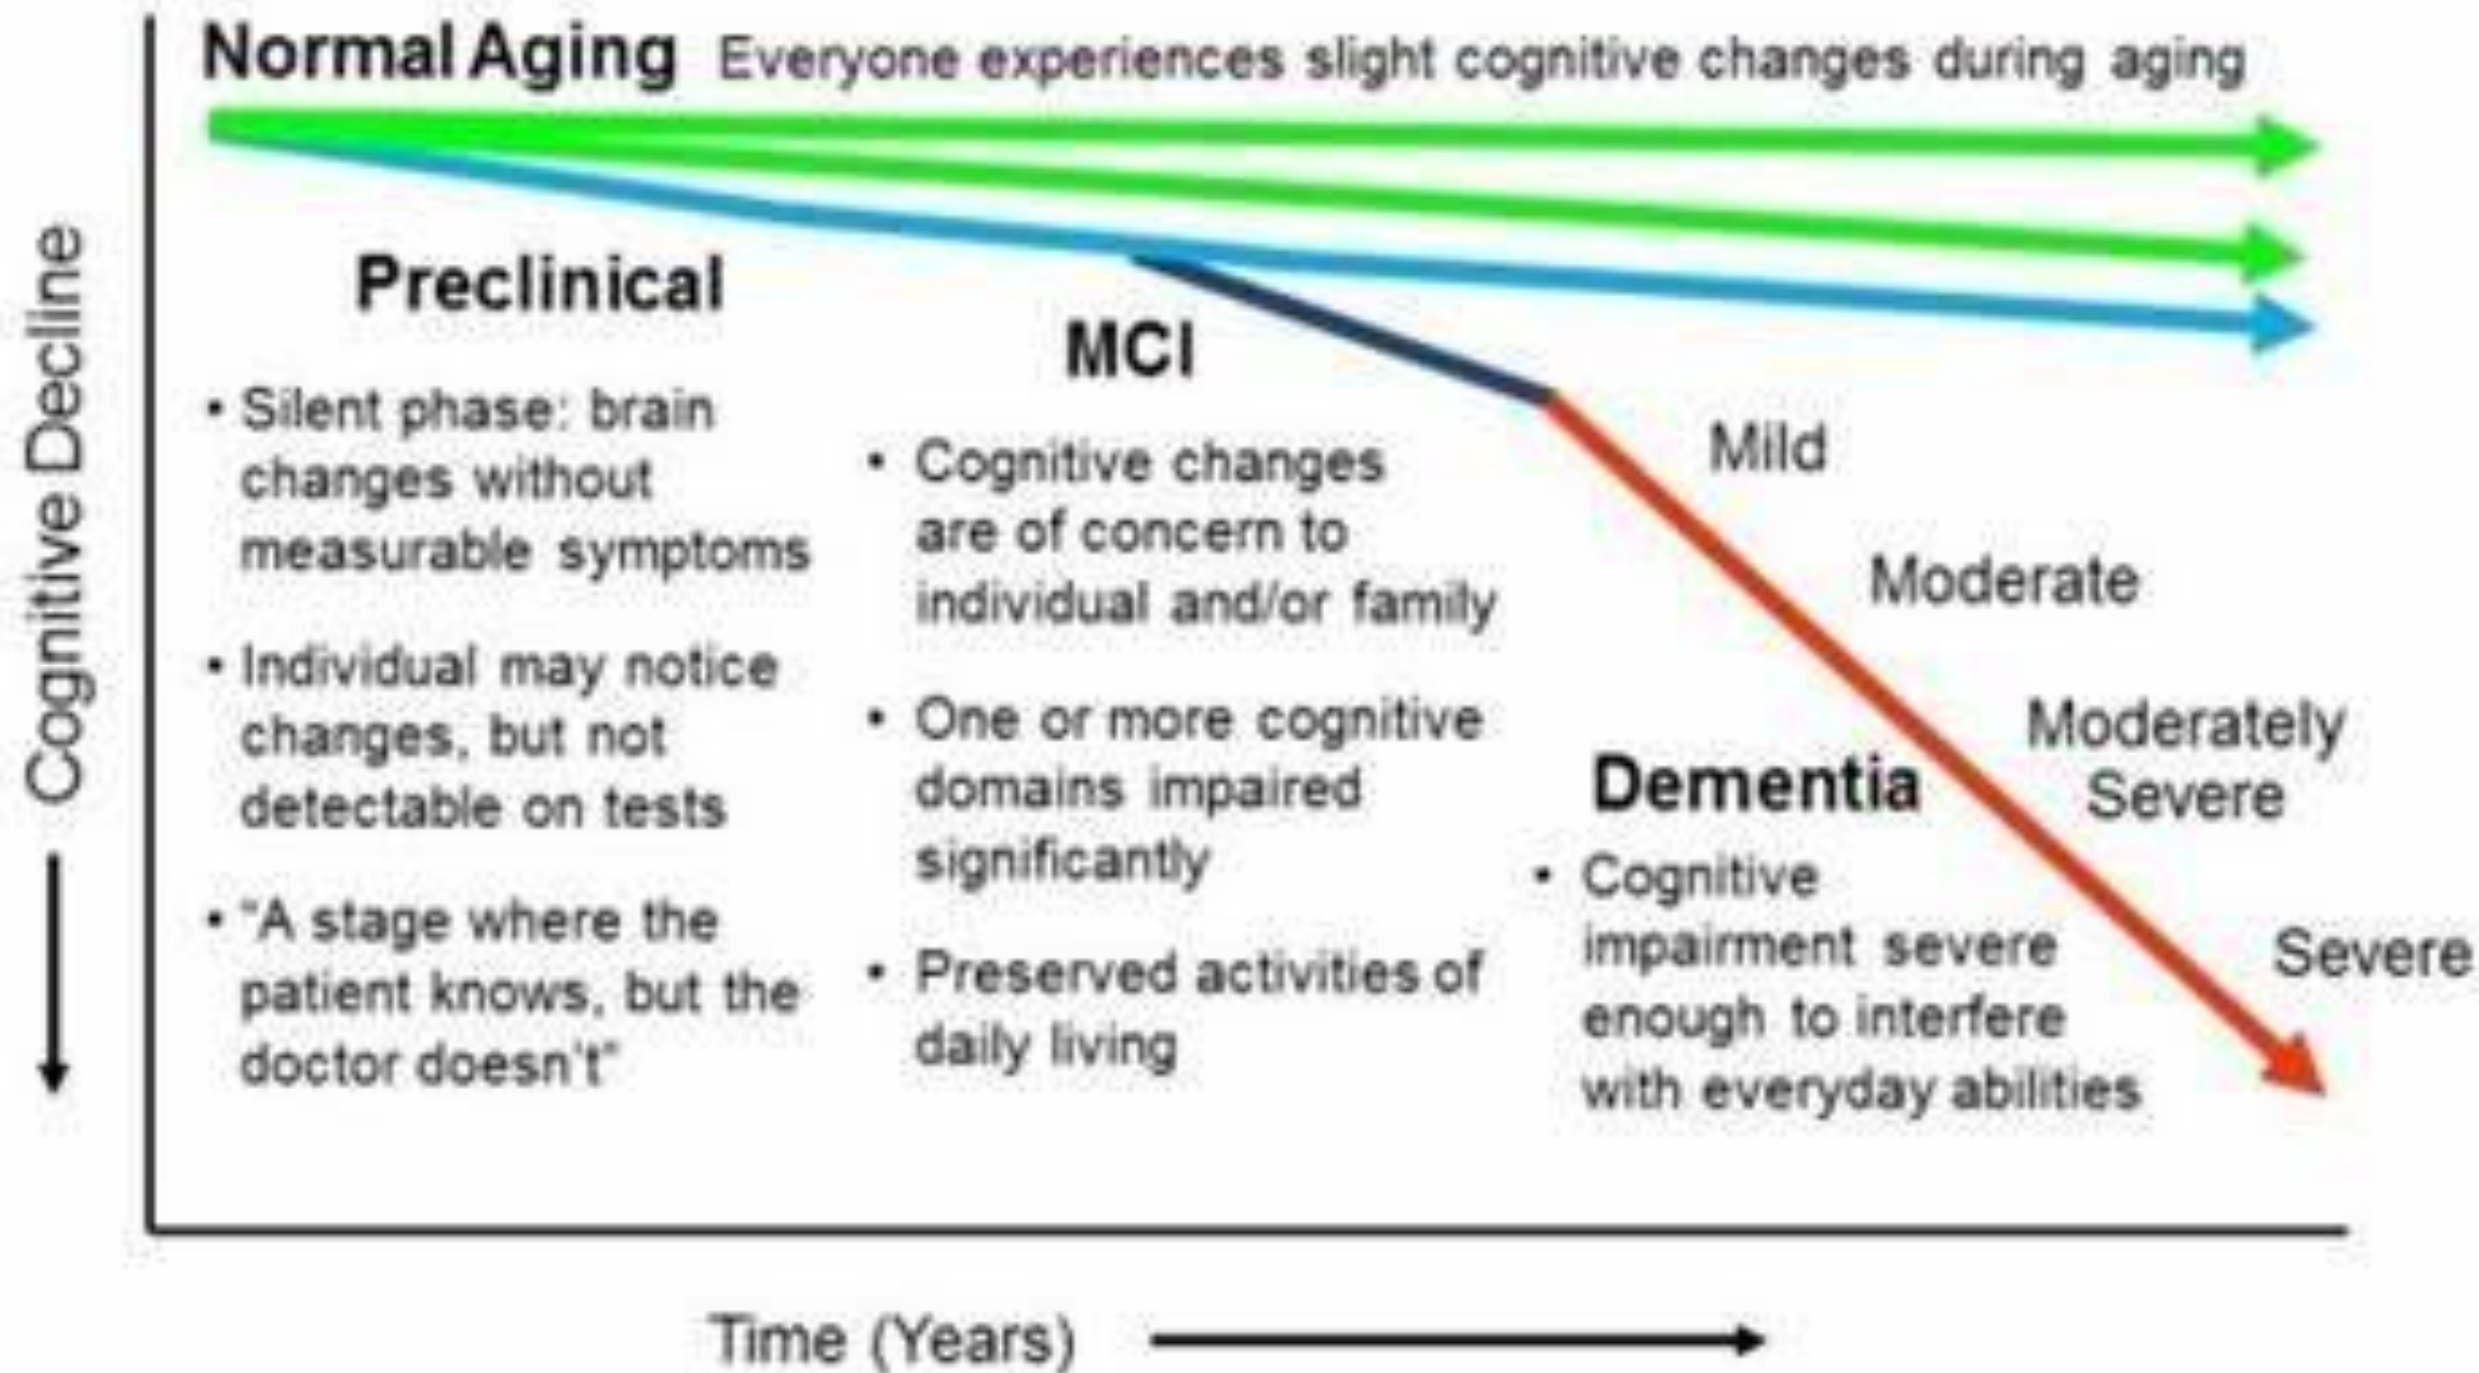 Normal Aging Everyone experiences slight cognitive changes during aging
Cognitive Decline
Preclinical
• Silent phase: brain
changes without
measurable symptoms
• Individual may notice
changes, but not
detectable on tests
• “A stage where the
patient knows, but the
doctor doesn't”
MCI
• Cognitive changes
are of concern to
individual and/or family
• One or more cognitive
domains impaired
significantly
• Preserved activities of
daily living
Mild
Moderate
Moderately
Severe
Severe
Dementia
• Cognitive
impairment severe
enough to interfere
with everyday abilities
Time (Years)